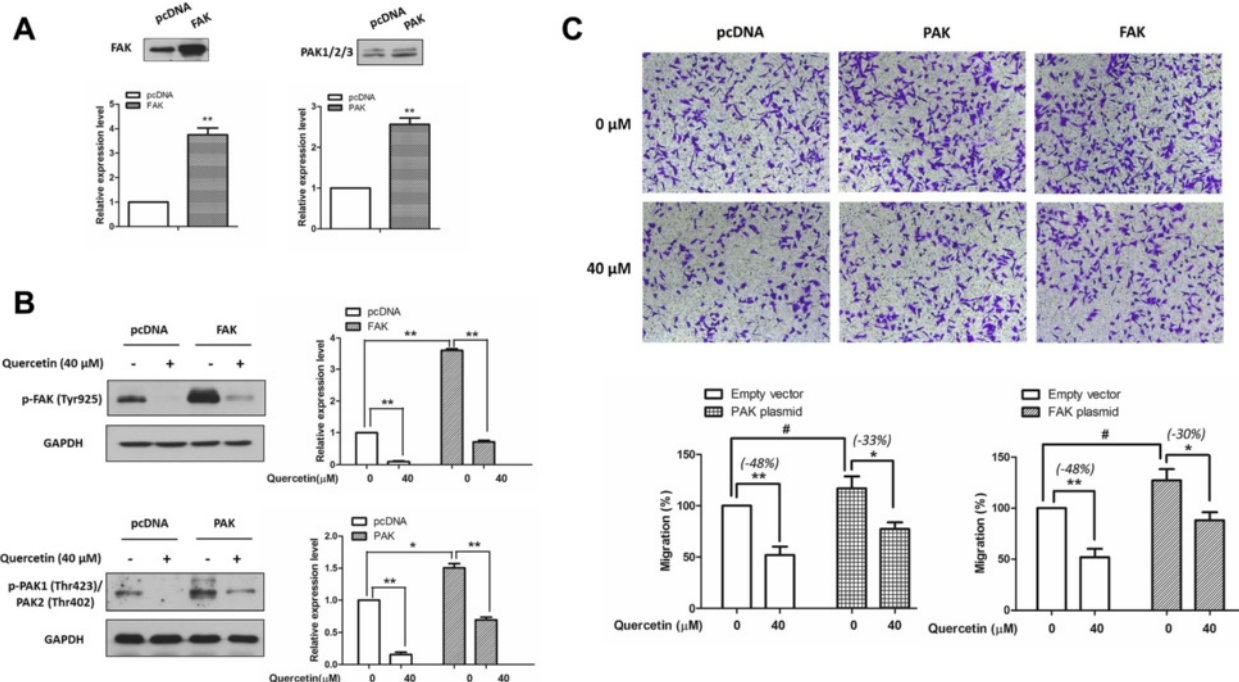 A
pcDNA
FAK
FAK
pcDNA
PAK
PAK1/2/3
pcDNA
FAK
**
Relative expression level
5
4
3
2
1
0
pcDNA
PAK
**
Relative expression level
3
2
1
0
B
pcDNA FAK
Quercetin (40 μM) - + - +
p-FAK (Tyr925)
GAPDH
pcDNA
FAK
** **
**
Relative expression level
4
3
2
1
0
0 40 0 40
Quercetin(μM)
pcDNA PAK
Quercetin (40 μM) - + - +
p-PAK1 (Thr423)/
PAK2 (Thr402)
GAPDH
pcDNA
PAK
* **
**
Relative expression level
2.0
1.5
1.0
0.5
0.0
Quercetin(μM) 0 40 0 40
C
pcDNA PAK FAK
0 μM
40 μM
Empty vector
PAK plasmid
#
(-48%)
**
(-33%)
*
Migration (%)
150
100
50
0
Quercetin (μM) 0 40 0 40
Empty vector
FAK plasmid
#
(-48%)
**
(-30%)
*
Migration (%)
150
100
50
0
Quercetin (μM) 0 40 0 40